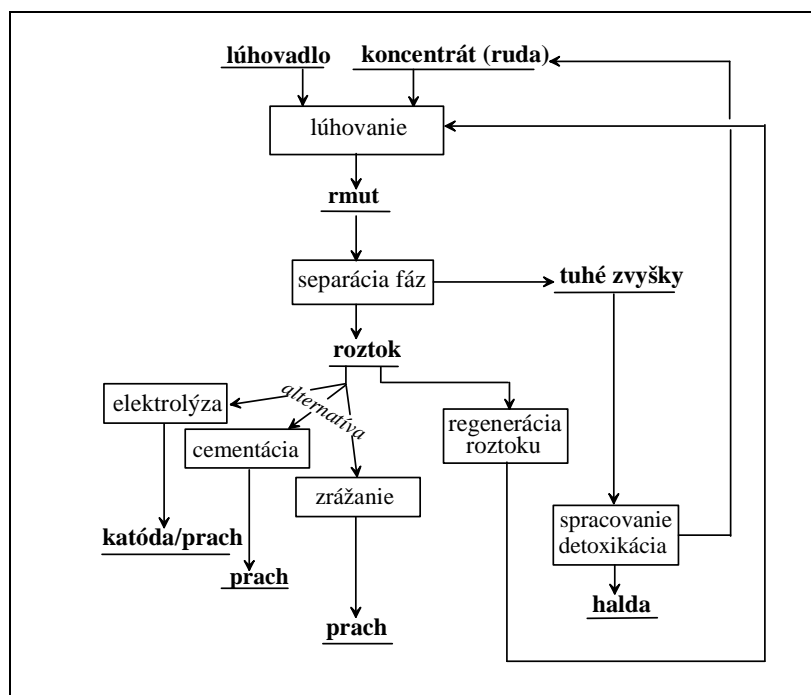 lúhovadlo
koncentrát (ruda)
lúhovanie
rmut
separácia fáz
tuhé zvyšky
roztok
alternatíva
elektrolýza
cementácia
zrážanie
regenerácia
roztoku
spracovanie
detoxikácia
katóda/prach
prach
prach
halda